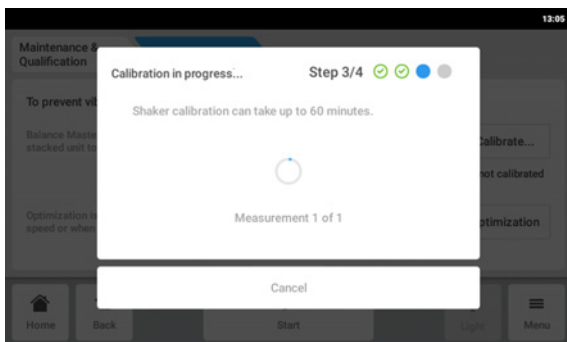 13:05
Maintenance &
Qualification
Calibration in progress...
Step 3/4
To prevent vib
Shaker calibration can take up to 60 minutes.
Balance Maste
stacked unit to
Calibrate...
not calibrated
Measurement 1 of 1
Optimization is
speed or when
ptimization
Cancel
Home
Back
Start
Light
Menu